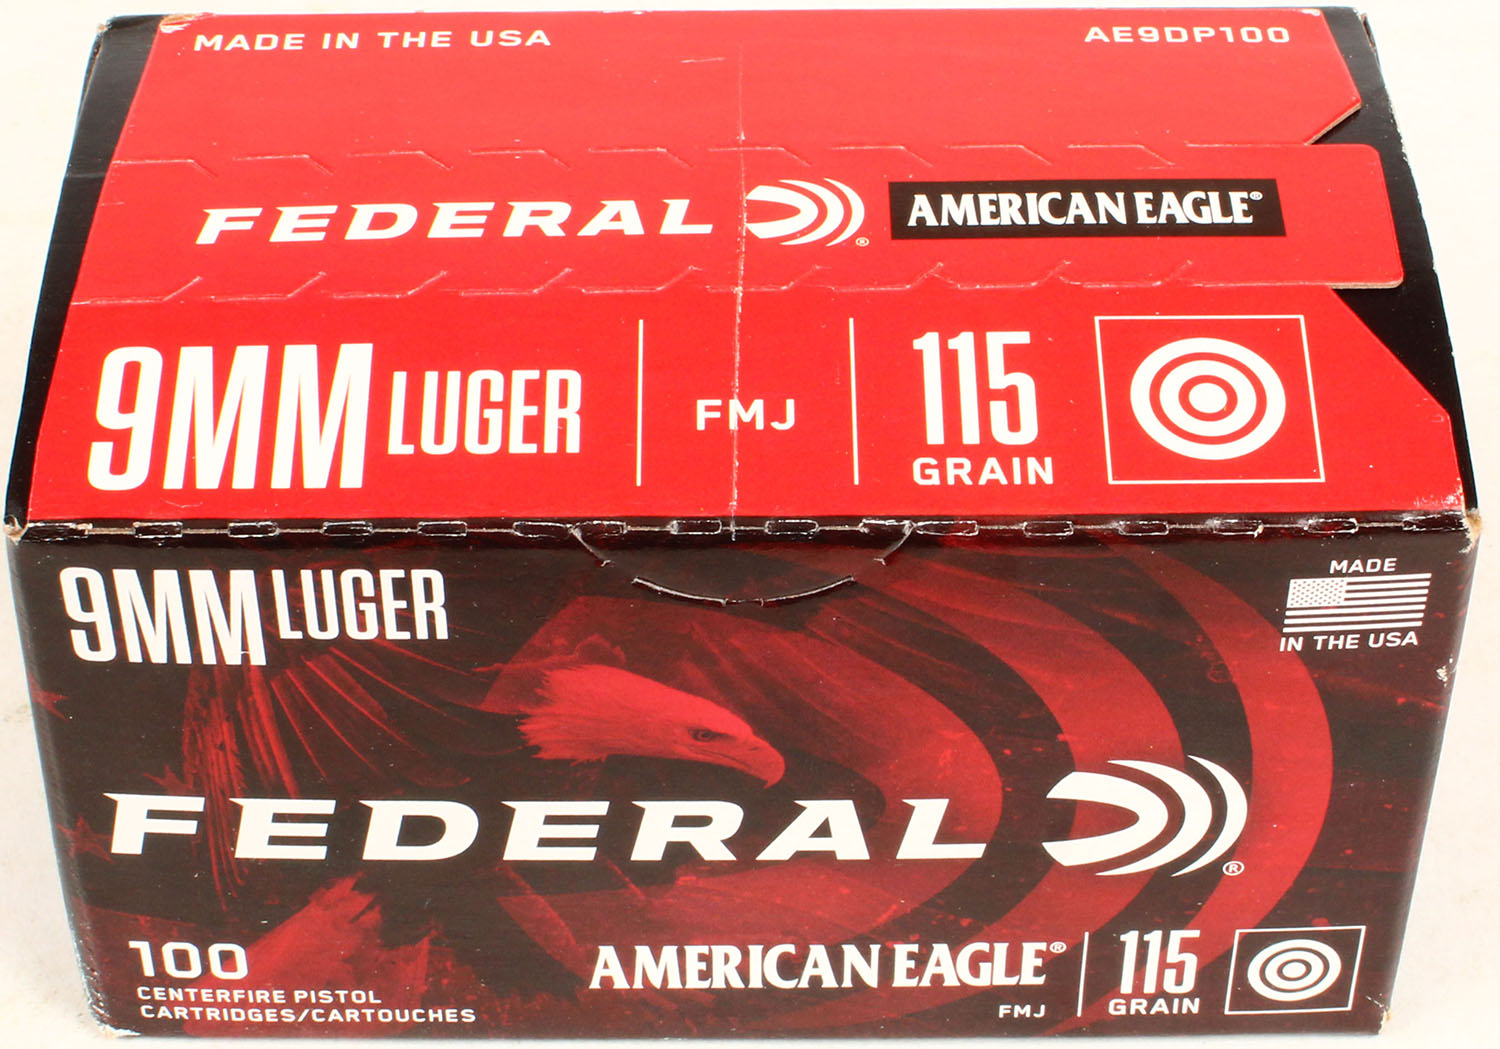 MADE IN THE USA
AE9DP100
FEDERAL ® AMERICAN EAGLE®
9MM LUGER
FMJ
115
GRAIN
9MM LUGER
MADE
IN THE USA
FEDERAL ®
100
CENTERFIRE PISTOL
CARTRIDGES/CARTOUCHES
AMERICAN EAGLE®
FMJ
115
GRAIN